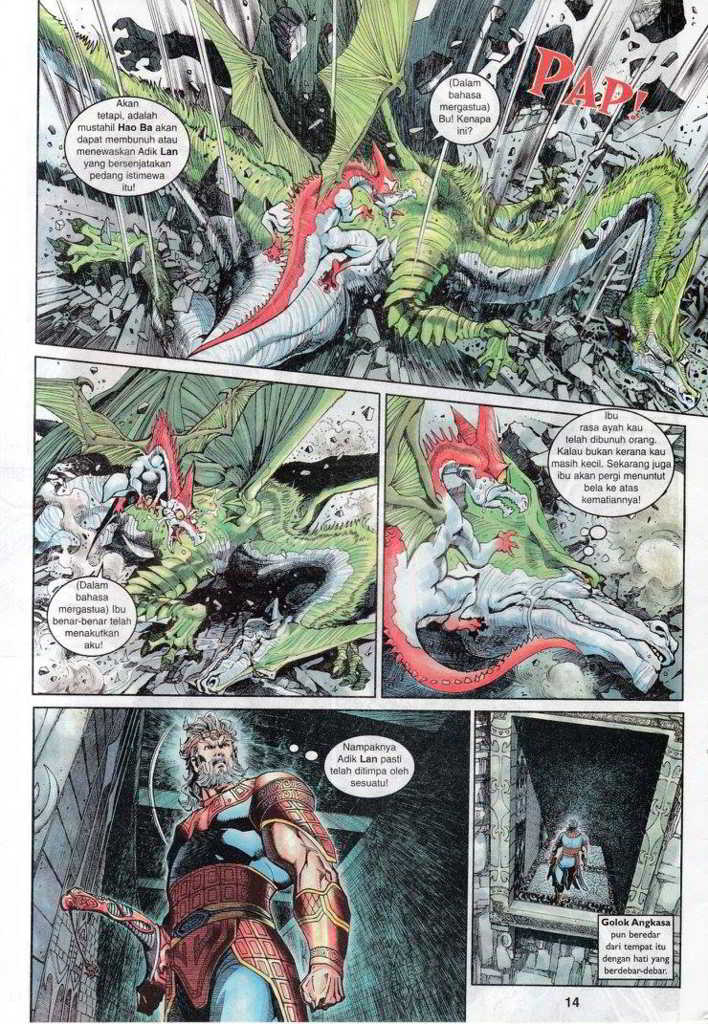 Akan
tetapi, adalah
mustahil Hao Ba akan
dapat membunuh atau
menewaskan Adik Lan
yang bersenjatakan
pedang istimewa
itu!
(Dalam
bahasa
mergastua)
Bu! Kenapa
ini?
PAP!
(Dalam
bahasa
mergastua) Ibu
benar-benar telah
menakutkan
aku!
Ibu
rasa ayah kau
telah dibunuh orang.
Kalau bukan kerana kau
masih kecil. Sekarang juga
ibu akan pergi menuntut
bela ke atas
kematiannya!
Nampaknya
Adik Lan pasti
telah ditimpa oleh
sesuatu!
Golok Angkasa
pun beredar
dari tempat itu
dengan hati yang
berdebar-debar.
14